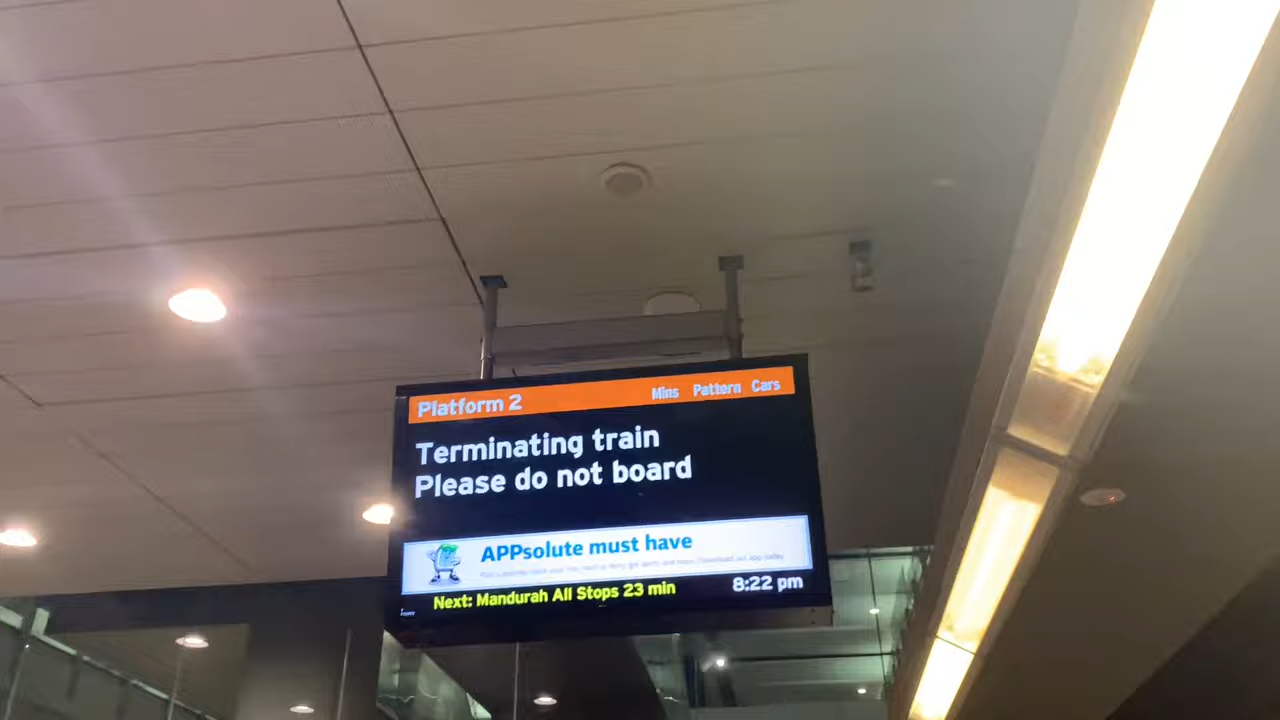 Platform 2 Mins Pattern Cars
Terminating train
Please do not board
APPsolute must have
Next: Mandurah All Stops 23 min 8:22 pm